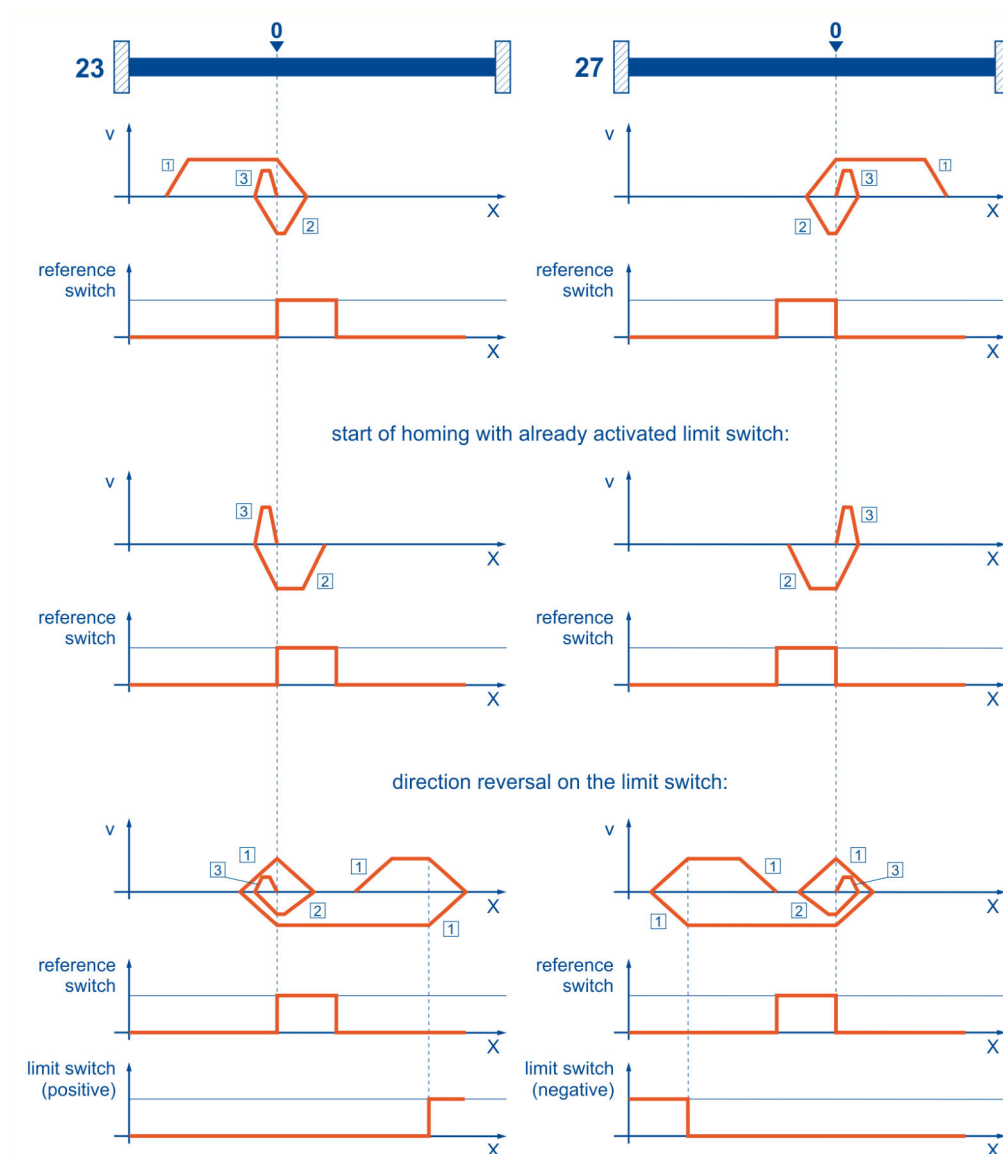 0
0
23
27
v
1
3
2
X
v
1
3
2
X
reference
switch
X
reference
switch
X
start of homing with already activated limit switch:
v
3
2
X
v
3
2
X
reference
switch
X
reference
switch
X
direction reversal on the limit switch:
v
1
3
1
2
1
X
v
1
1
3
2
1
X
reference
switch
X
reference
switch
X
limit switch
(positive)
X
limit switch
(negative)
X